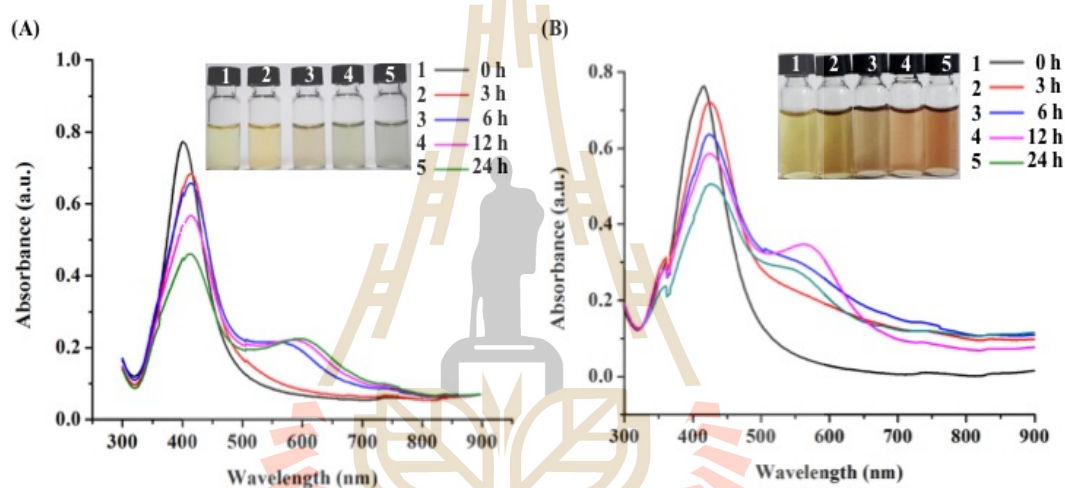 (A)
1.0
0.8
0.6
0.4
0.2
0.0
Absorbance (a.u.)
300 400 500 600 700 800 900
Wavelength (nm)
1 2 3 4 5
1 0 h
2 3 h
3 6 h
4 12 h
5 24 h
(B)
0.8
0.6
0.4
0.2
0.0
Absorbance (a.u.)
300 400 500 600 700 800 900
Wavelength (nm)
1 2 3 4 5
1 0 h
2 3 h
3 6 h
4 12 h
5 24 h